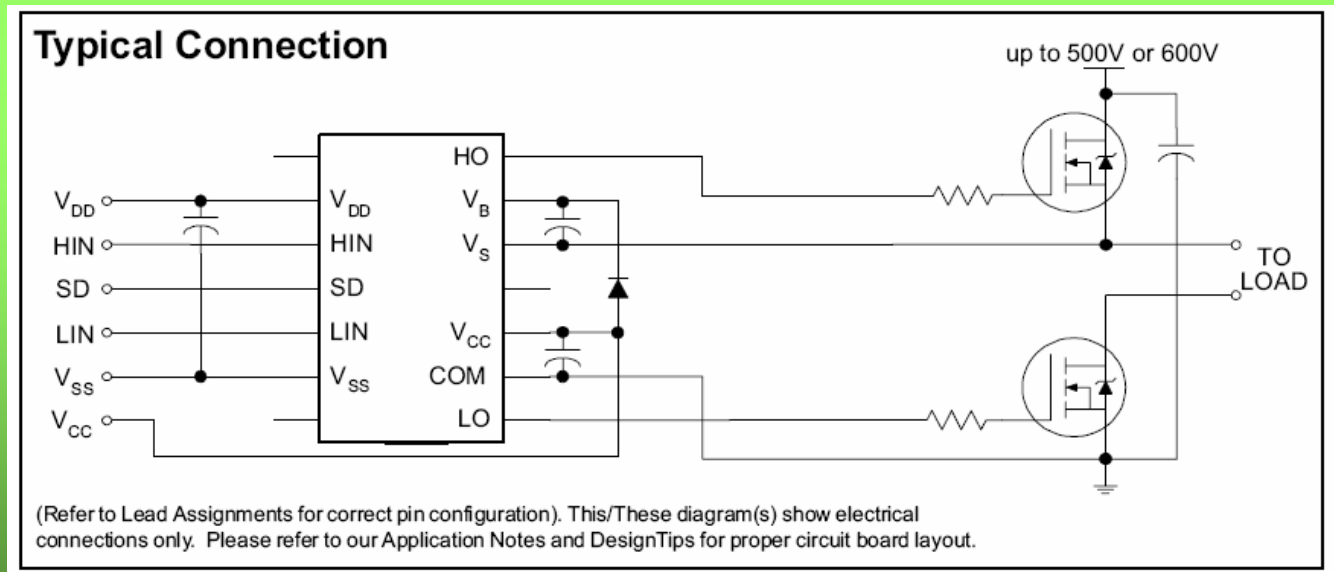 Typical Connection
up to 500V or 600V
HO
VDD
VDD
VB
HIN
HIN
VS
TO
LOAD
SD
SD
LIN
LIN
VCC
VSS
VSS
COM
VCC
LO
(Refer to Lead Assignments for correct pin configuration). This/These diagram(s) show electrical
connections only. Please refer to our Application Notes and DesignTips for proper circuit board layout.